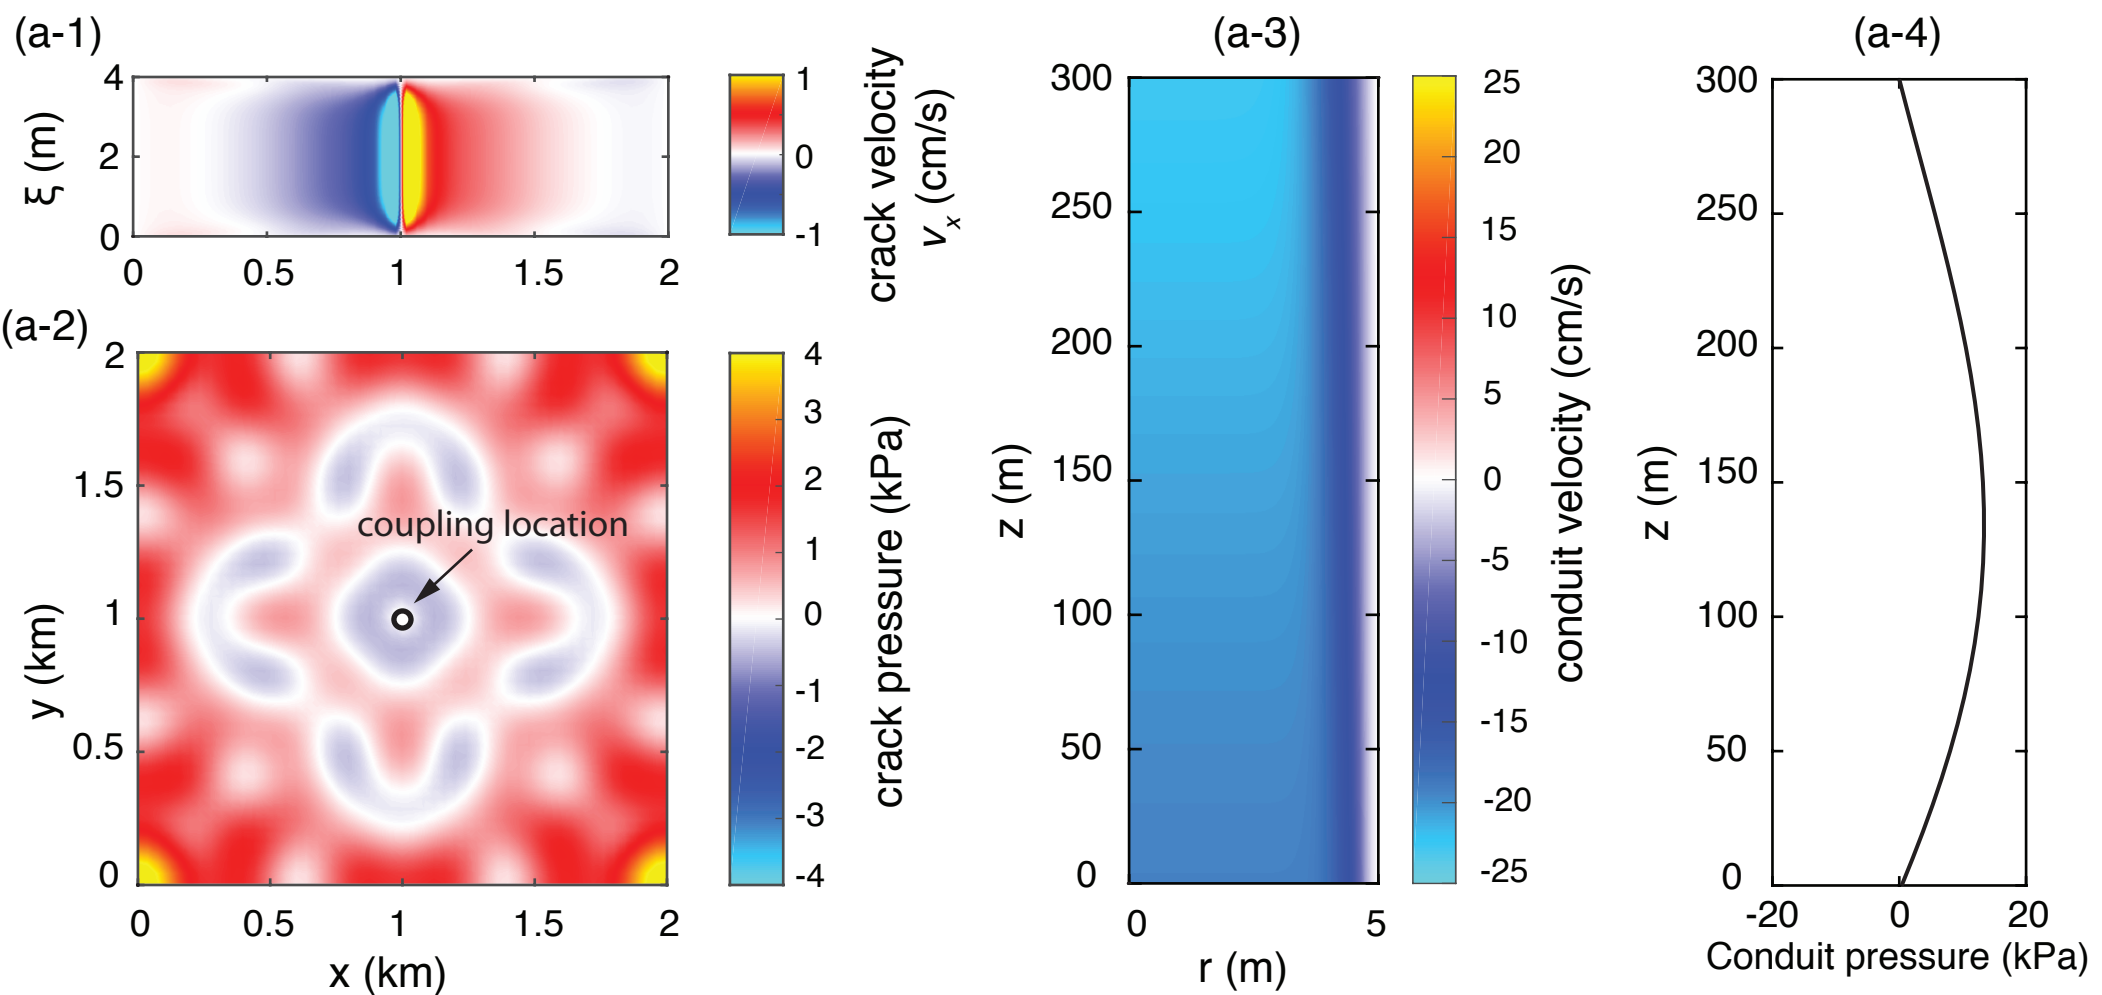 (a-1)
4
2
0
ξ (m)
0 0.5 1 1.5 2
1
0
-1
crack velocity
vx (cm/s)
(a-2)
2
1.5
1
0.5
0
y (km)
coupling location
0 0.5 1 1.5 2
x (km)
4
3
2
1
0
-1
-2
-3
-4
crack pressure (kPa)
(a-3)
300
250
200
150
100
50
0
z (m)
0 5
r (m)
25
20
15
10
5
0
-5
-10
-15
-20
-25
conduit velocity (cm/s)
(a-4)
300
250
200
150
100
50
0
z (m)
-20 0 20
Conduit pressure (kPa)